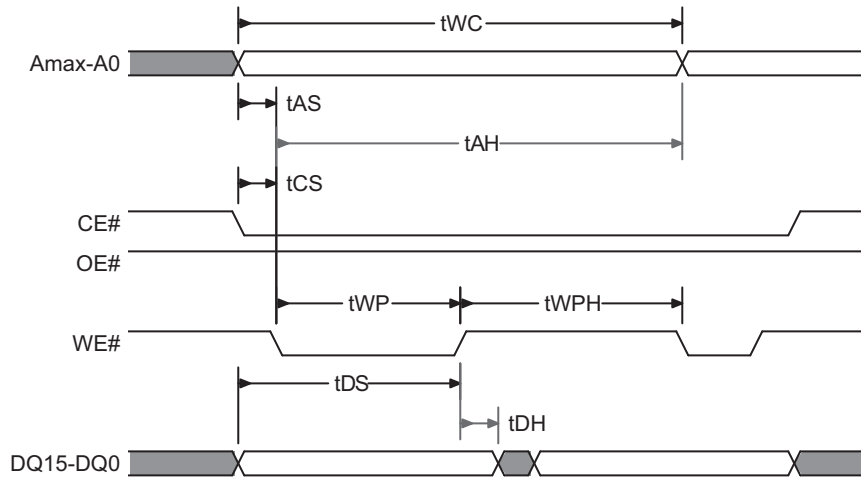 tWC
Amax-A0
tAS
tAH
tCS
CE#
OE#
tWP
tWPH
WE#
tDS
tDH
DQ15-DQ0